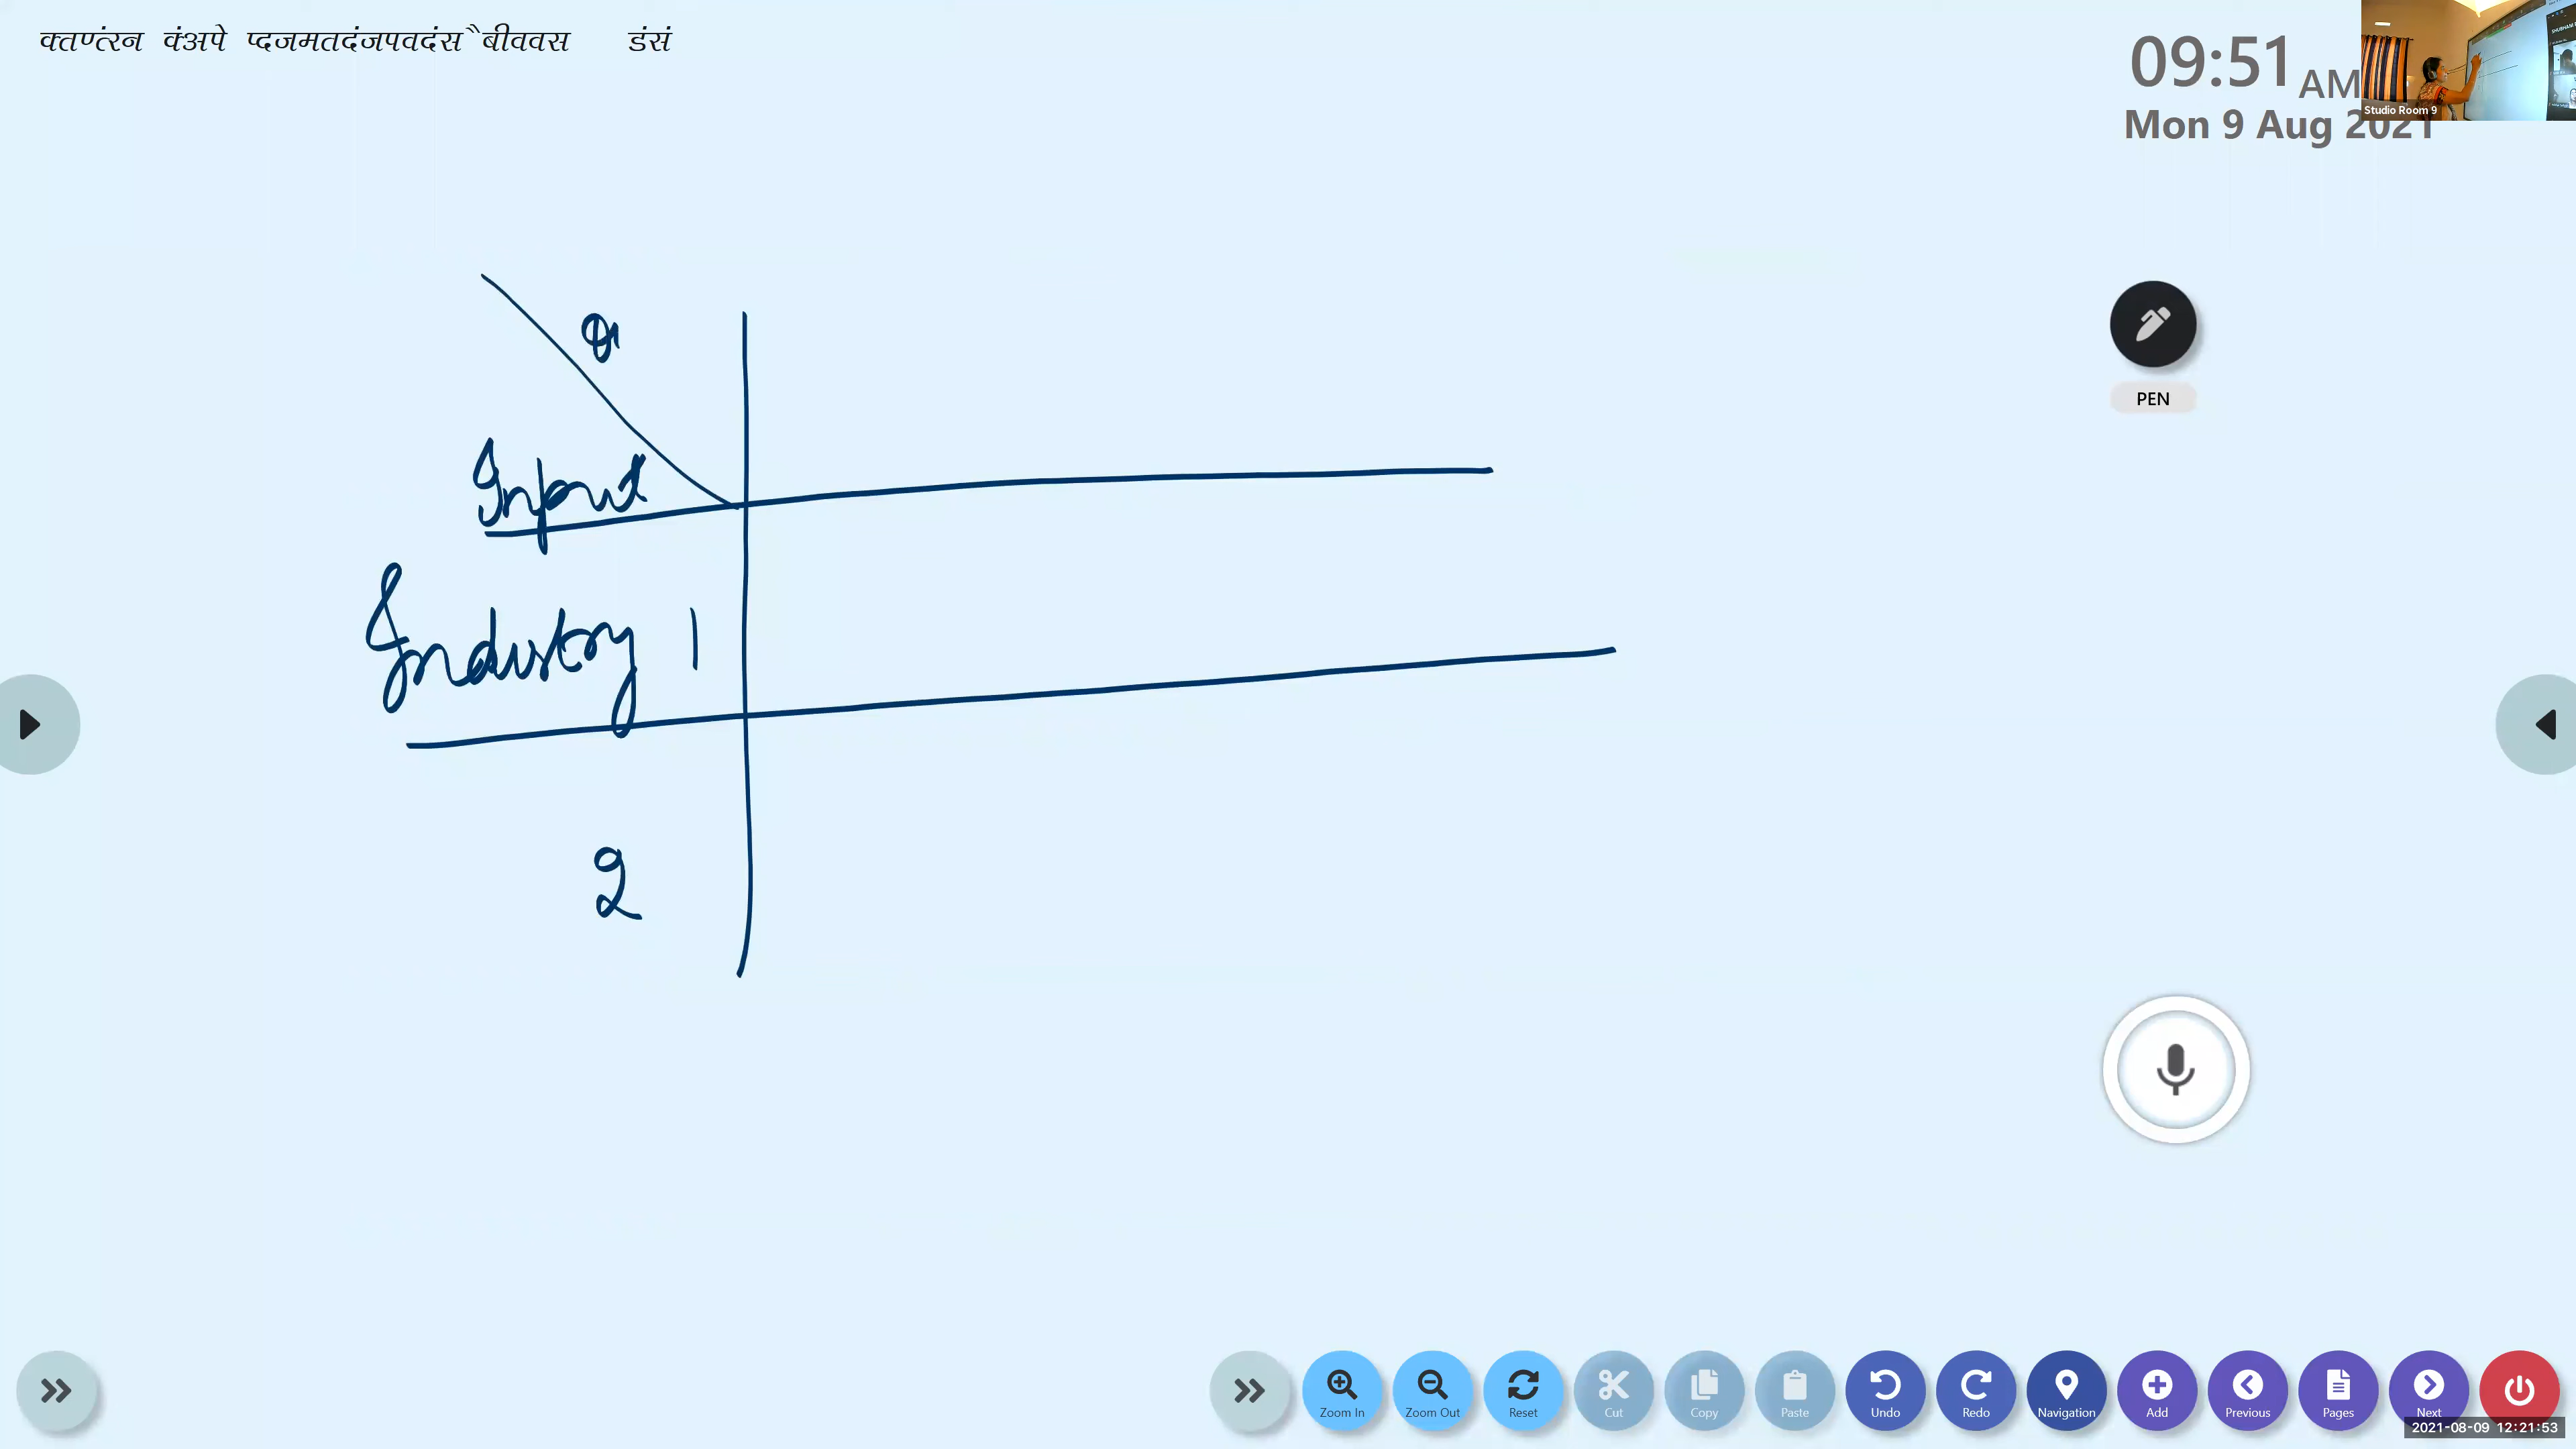 क्तण्ंरन कंअपे प्दजमतदंजपवदंस ैबीववस डंसं
09:51 AM
Mon 9 Aug 2021
Studio Room 9
PEN
Input
Industry 1
2
Zoom In
Zoom Out
Reset
Cut
Copy
Paste
Undo
Redo
Navigation
Add
Previous
Pages
Next
2021-08-09 12:21:53